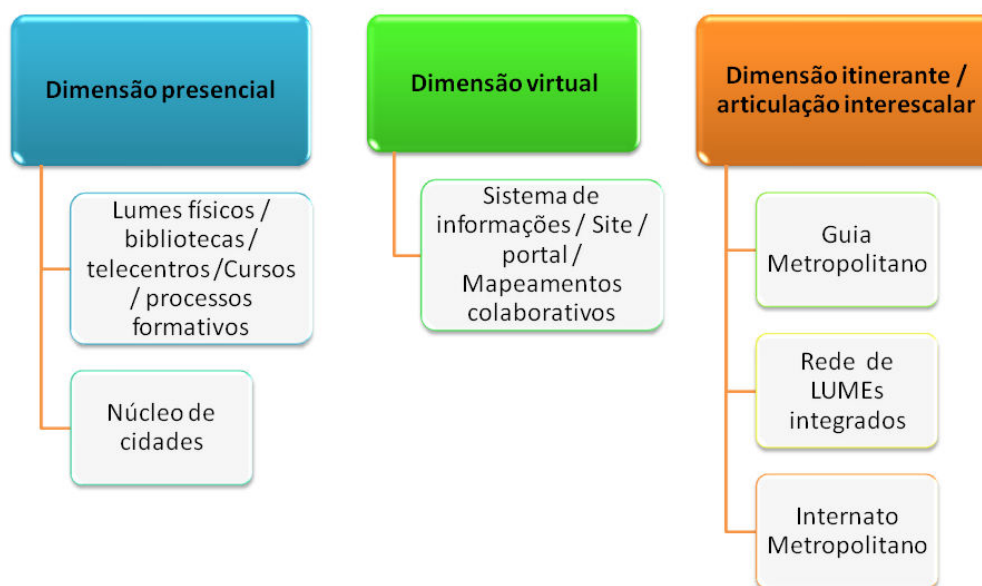 Dimensão presencial
Lumes físicos /
bibliotecas /
telecentros /Cursos
/ processos
formativos
Núcleo de
cidades
Dimensão virtual
Sistema de
informações / Site /
portal /
Mapeamentos
colaborativos
Dimensão itinerante /
articulação interescalar
Guia
Metropolitano
Rede de
LUMEs
integrados
Internato
Metropolitano